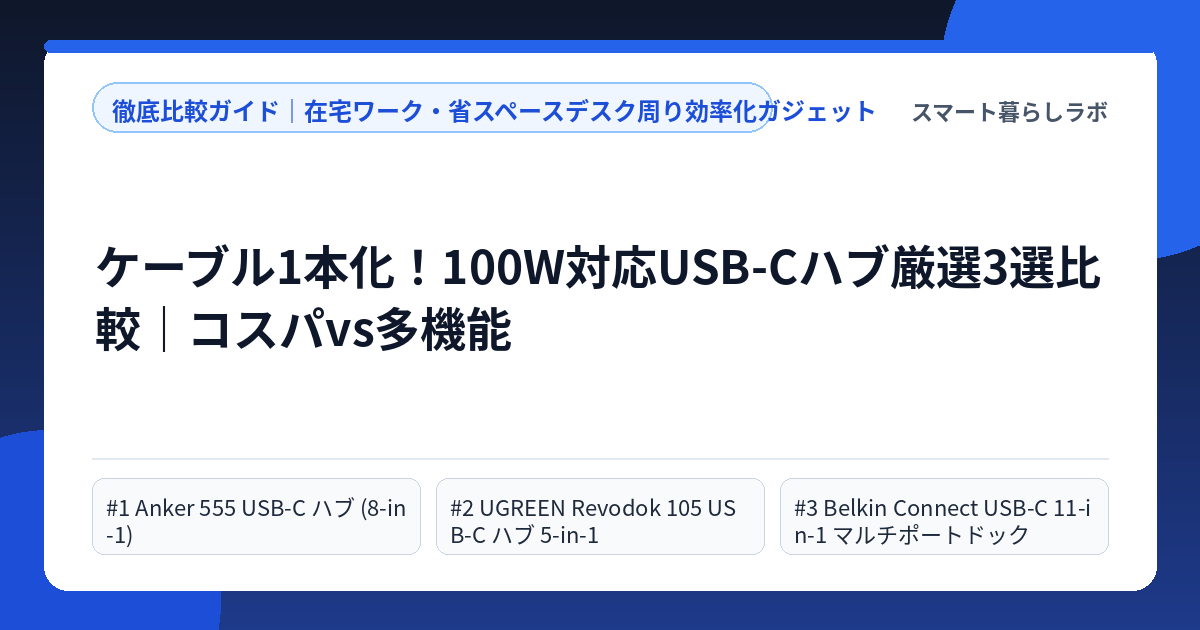 徹底比較ガイド｜在宅ワーク・省スペースデスク周り効率化ガジェット
スマート暮らしラボ
ケーブル1本化！100W対応USB-Cハブ厳選3選比
較｜コスパvs多機能
#1 Anker 555 USB-C ハブ (8-in
-1)
#2 UGREEN Revodok 105 US
B-C ハブ 5-in-1
#3 Belkin Connect USB-C 11-i
n-1 マルチポートドック